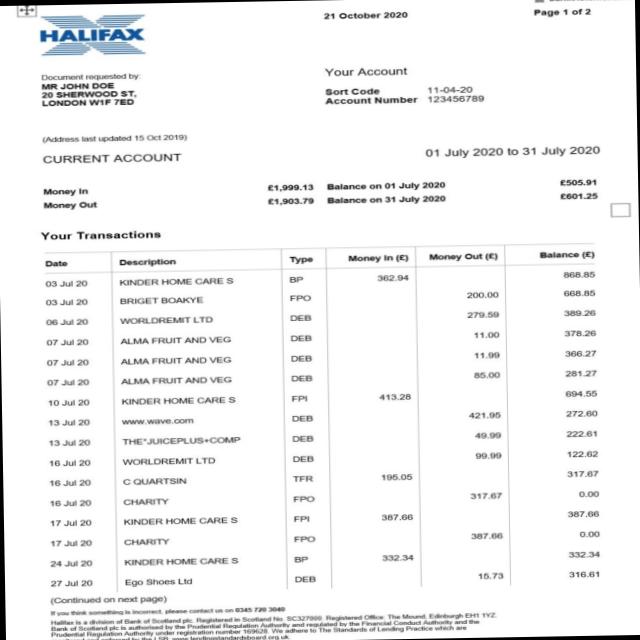 21 October 2020
Page 1 of 2
HALIFAX
Document requested by:
MR JOHN DOE
20 SHERWOOD ST,
LONDON W1F 7ED
Your Account
Sort Code 11-04-20
Account Number 123456789
(Address last updated 15 Oct 2019)
CURRENT ACCOUNT
01 July 2020 to 31 July 2020
Money In £1,999.13 Balance on 01 July 2020 £505.91
Money Out £1,903.79 Balance on 31 July 2020 £601.25
Your Transactions
Date Description Type Money In (£) Money Out (£) Balance (£)
03 Jul 20 KINDER HOME CARE S BP 362.94 868.85
03 Jul 20 BRIGET BOAKYE FPO 200.00 668.85
06 Jul 20 WORLDREMIT LTD DEB 279.59 389.26
07 Jul 20 ALMA FRUIT AND VEG DEB 11.00 378.26
07 Jul 20 ALMA FRUIT AND VEG DEB 11.99 366.27
07 Jul 20 ALMA FRUIT AND VEG DEB 85.00 281.27
10 Jul 20 KINDER HOME CARE S FPI 413.28 694.55
13 Jul 20 www.wave.com DEB 421.95 272.60
13 Jul 20 THE*JUICEPLUS+COMP DEB 49.99 222.61
16 Jul 20 WORLDREMIT LTD DEB 99.99 122.62
16 Jul 20 C QUARTSIN TFR 195.05 317.67
16 Jul 20 CHARITY FPO 317.67 0.00
17 Jul 20 KINDER HOME CARE S FPI 387.66 387.66
17 Jul 20 CHARITY FPO 387.66 0.00
24 Jul 20 KINDER HOME CARE S BP 332.34 332.34
27 Jul 20 Ego Shoes Ltd DEB 15.73 316.61
(Continued on next page)
If you think something is incorrect, please contact us on 0345 720 3040
Halifax is a division of Bank of Scotland plc. Registered in Scotland No. SC327000. Registered Office: The Mound, Edinburgh EH1 1YZ.
Bank of Scotland plc is authorised by the Prudential Regulation Authority and regulated by the Financial Conduct Authority and the
Prudential Regulation Authority under registration number 169628. We adhere to The Standards of Lending Practice which are
www.lendingstandardsboard.org.uk